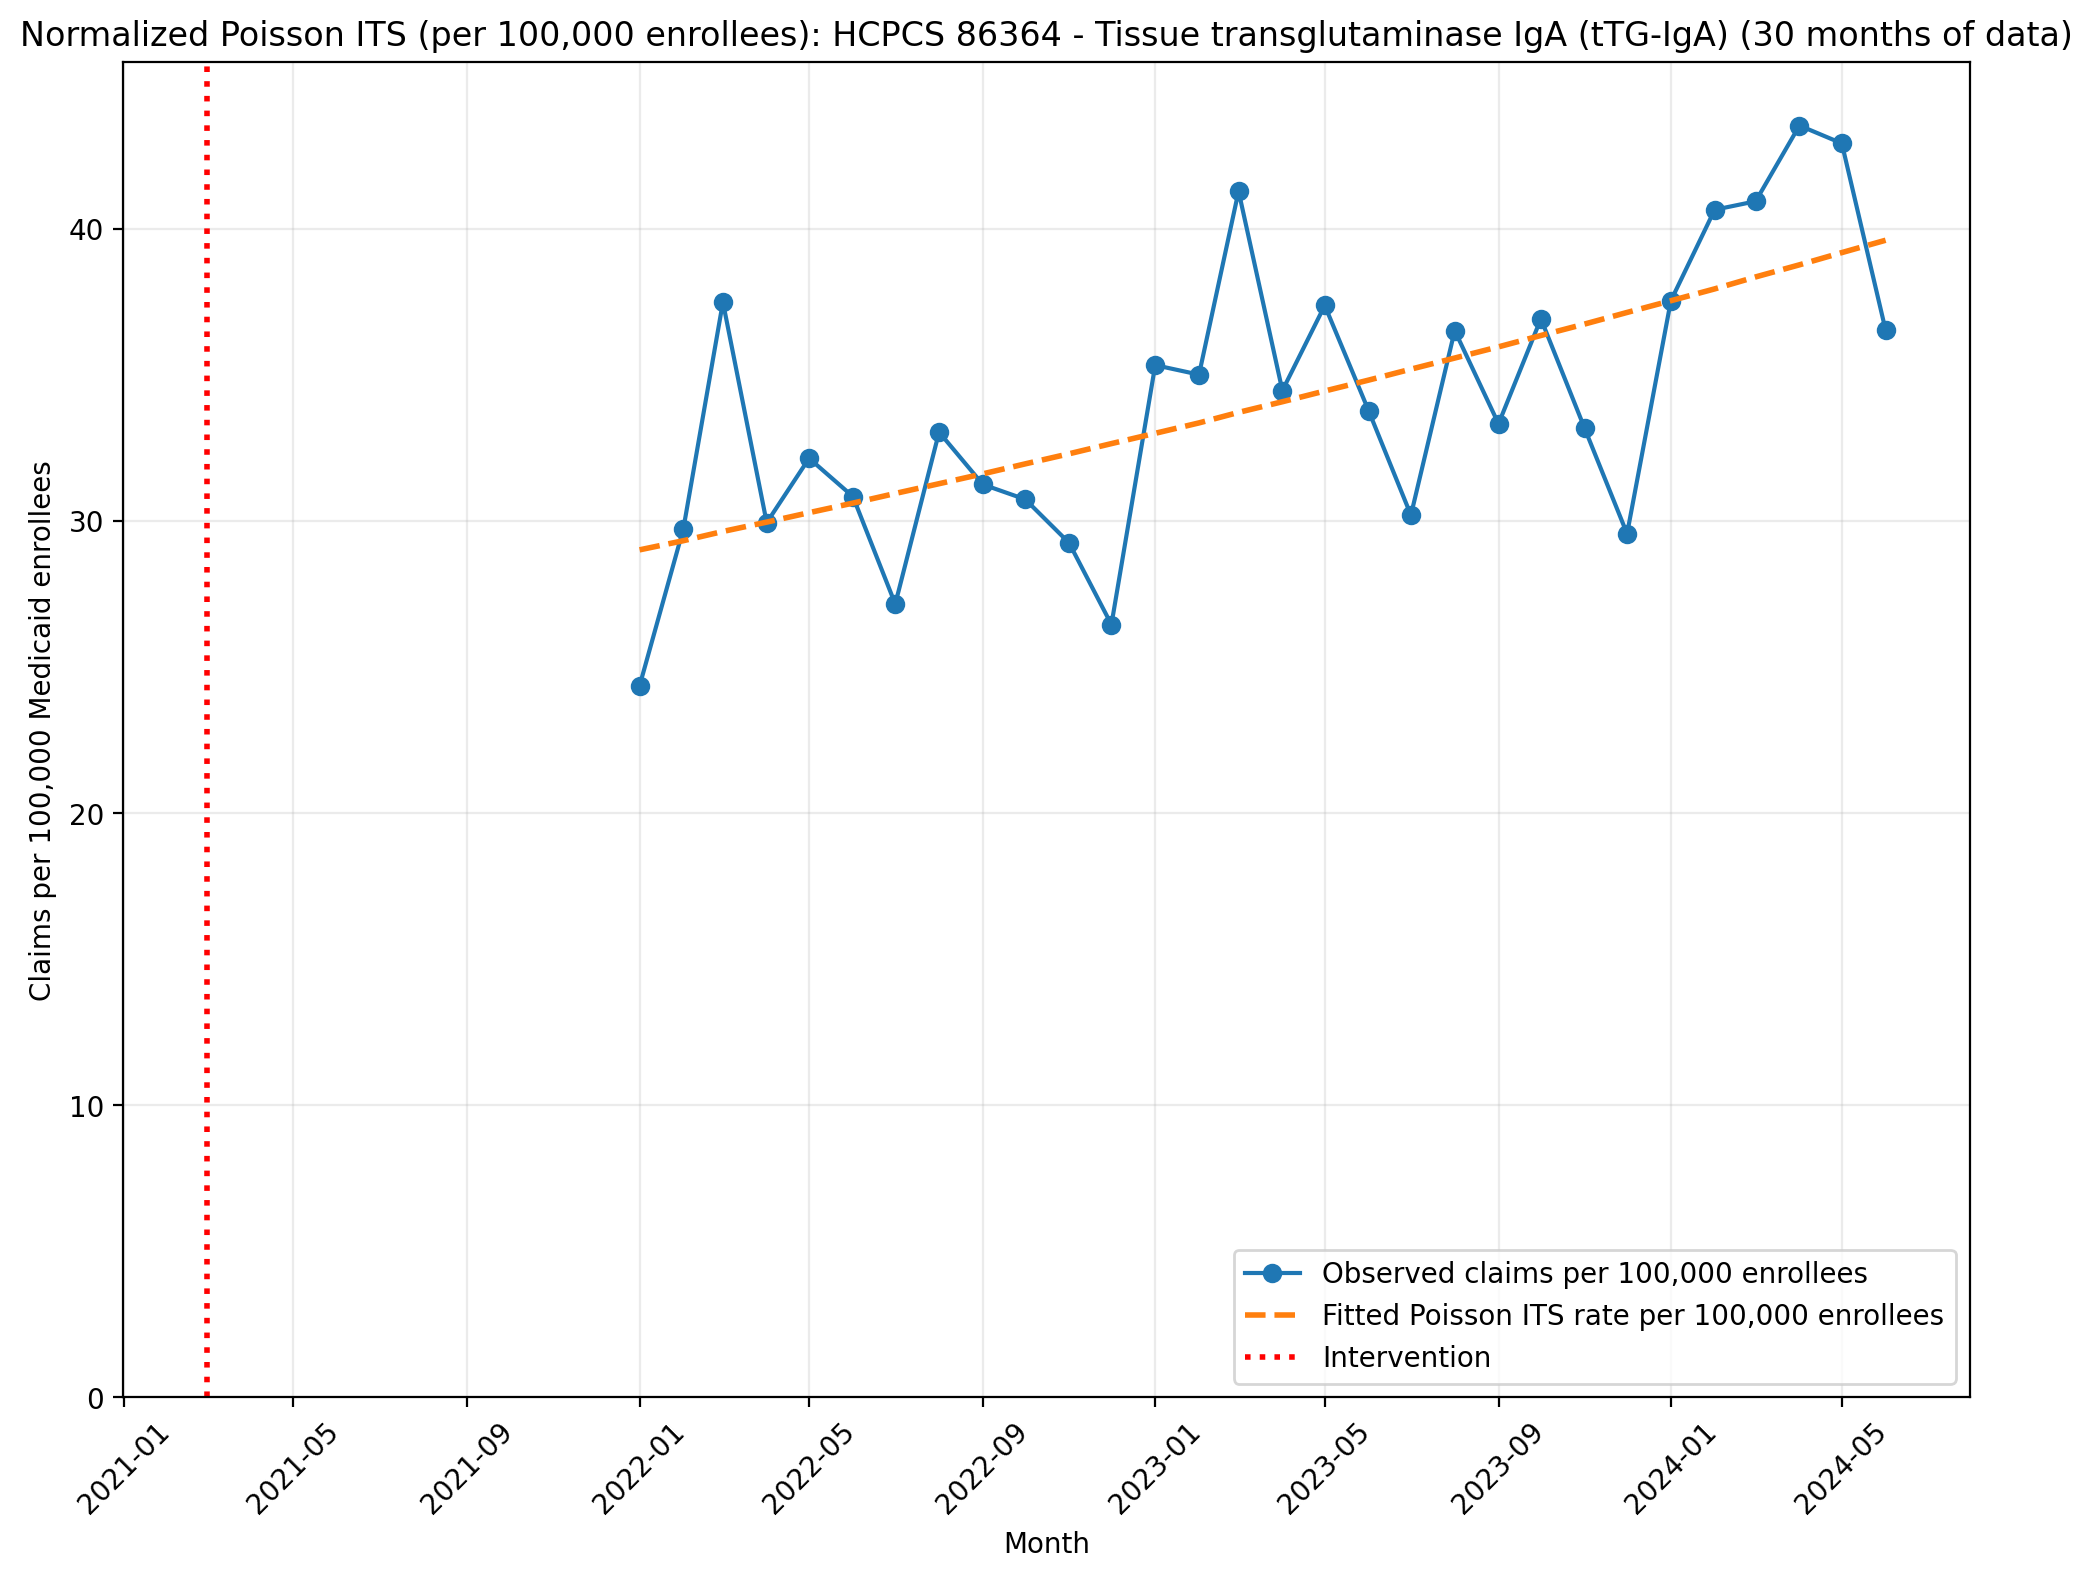 Normalized Poisson ITS (per 100,000 enrollees): HCPCS 86364 - Tissue transglutaminase IgA (tTG-IgA) (30 months of data)
Claims per 100,000 Medicaid enrollees
40
30
20
10
0
Observed claims per 100,000 enrollees
Fitted Poisson ITS rate per 100,000 enrollees
Intervention
2021-01
2021-05
2021-09
2022-01
2022-05
2022-09
2023-01
2023-05
2023-09
2024-01
2024-05
Month